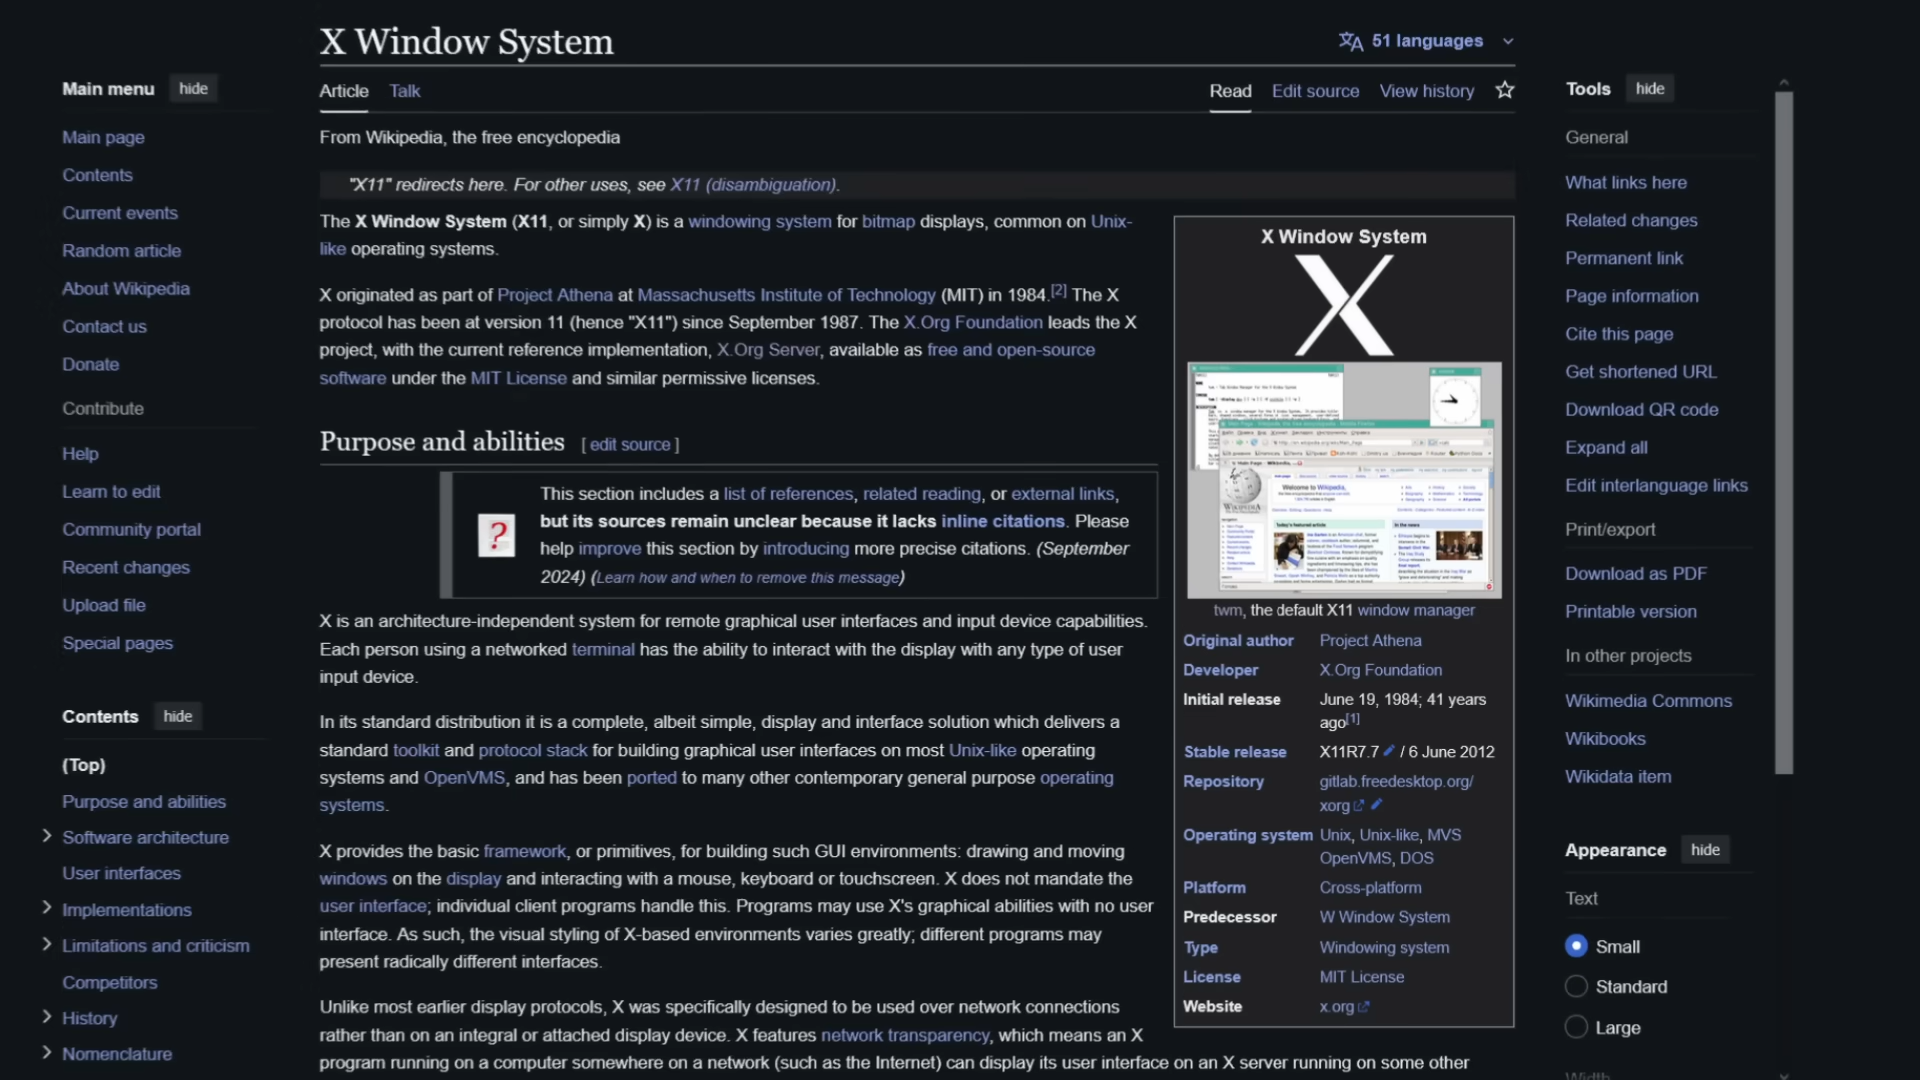 X Window System
51 languages
Main menu hide
Main page
Contents
Current events
Random article
About Wikipedia
Contact us
Donate
Contribute
Help
Learn to edit
Community portal
Recent changes
Upload file
Special pages
Contents hide
(Top)
Purpose and abilities
Software architecture
User interfaces
Implementations
Limitations and criticism
Competitors
History
Nomenclature
Article Talk
Read Edit source View history
From Wikipedia, the free encyclopedia
"X11" redirects here. For other uses, see X11 (disambiguation).
The X Window System (X11, or simply X) is a windowing system for bitmap displays, common on Unix-
like operating systems.
X originated as part of Project Athena at Massachusetts Institute of Technology (MIT) in 1984.[2] The X
protocol has been at version 11 (hence "X11") since September 1987. The X.Org Foundation leads the X
project, with the current reference implementation, X.Org Server, available as free and open-source
software under the MIT License and similar permissive licenses.
Purpose and abilities [ edit source ]
This section includes a list of references, related reading, or external links,
but its sources remain unclear because it lacks inline citations. Please
help improve this section by introducing more precise citations. (September
2024) (Learn how and when to remove this message)
X is an architecture-independent system for remote graphical user interfaces and input device capabilities.
Each person using a networked terminal has the ability to interact with the display with any type of user
input device.
In its standard distribution it is a complete, albeit simple, display and interface solution which delivers a
standard toolkit and protocol stack for building graphical user interfaces on most Unix-like operating
systems and OpenVMS, and has been ported to many other contemporary general purpose operating
systems.
X provides the basic framework, or primitives, for building such GUI environments: drawing and moving
windows on the display and interacting with a mouse, keyboard or touchscreen. X does not mandate the
user interface; individual client programs handle this. Programs may use X's graphical abilities with no user
interface. As such, the visual styling of X-based environments varies greatly; different programs may
present radically different interfaces.
Unlike most earlier display protocols, X was specifically designed to be used over network connections
rather than on an integral or attached display device. X features network transparency, which means an X
program running on a computer somewhere on a network (such as the Internet) can display its user interface on an X server running on some other
X Window System
X
Welcome to Wikipedia,
Today's featured article
In the news
twm, the default X11 window manager
Original author Project Athena
Developer X.Org Foundation
Initial release June 19, 1984; 41 years
ago[1]
Stable release X11R7.7 / 6 June 2012
Repository gitlab.freedesktop.org/
xorg
Operating system Unix, Unix-like, MVS
OpenVMS, DOS
Platform Cross-platform
Predecessor W Window System
Type Windowing system
License MIT License
Website x.org
Tools hide
General
What links here
Related changes
Permanent link
Page information
Cite this page
Get shortened URL
Download QR code
Expand all
Edit interlanguage links
Print/export
Download as PDF
Printable version
In other projects
Wikimedia Commons
Wikibooks
Wikidata item
Appearance hide
Text
Small
Standard
Large
Width